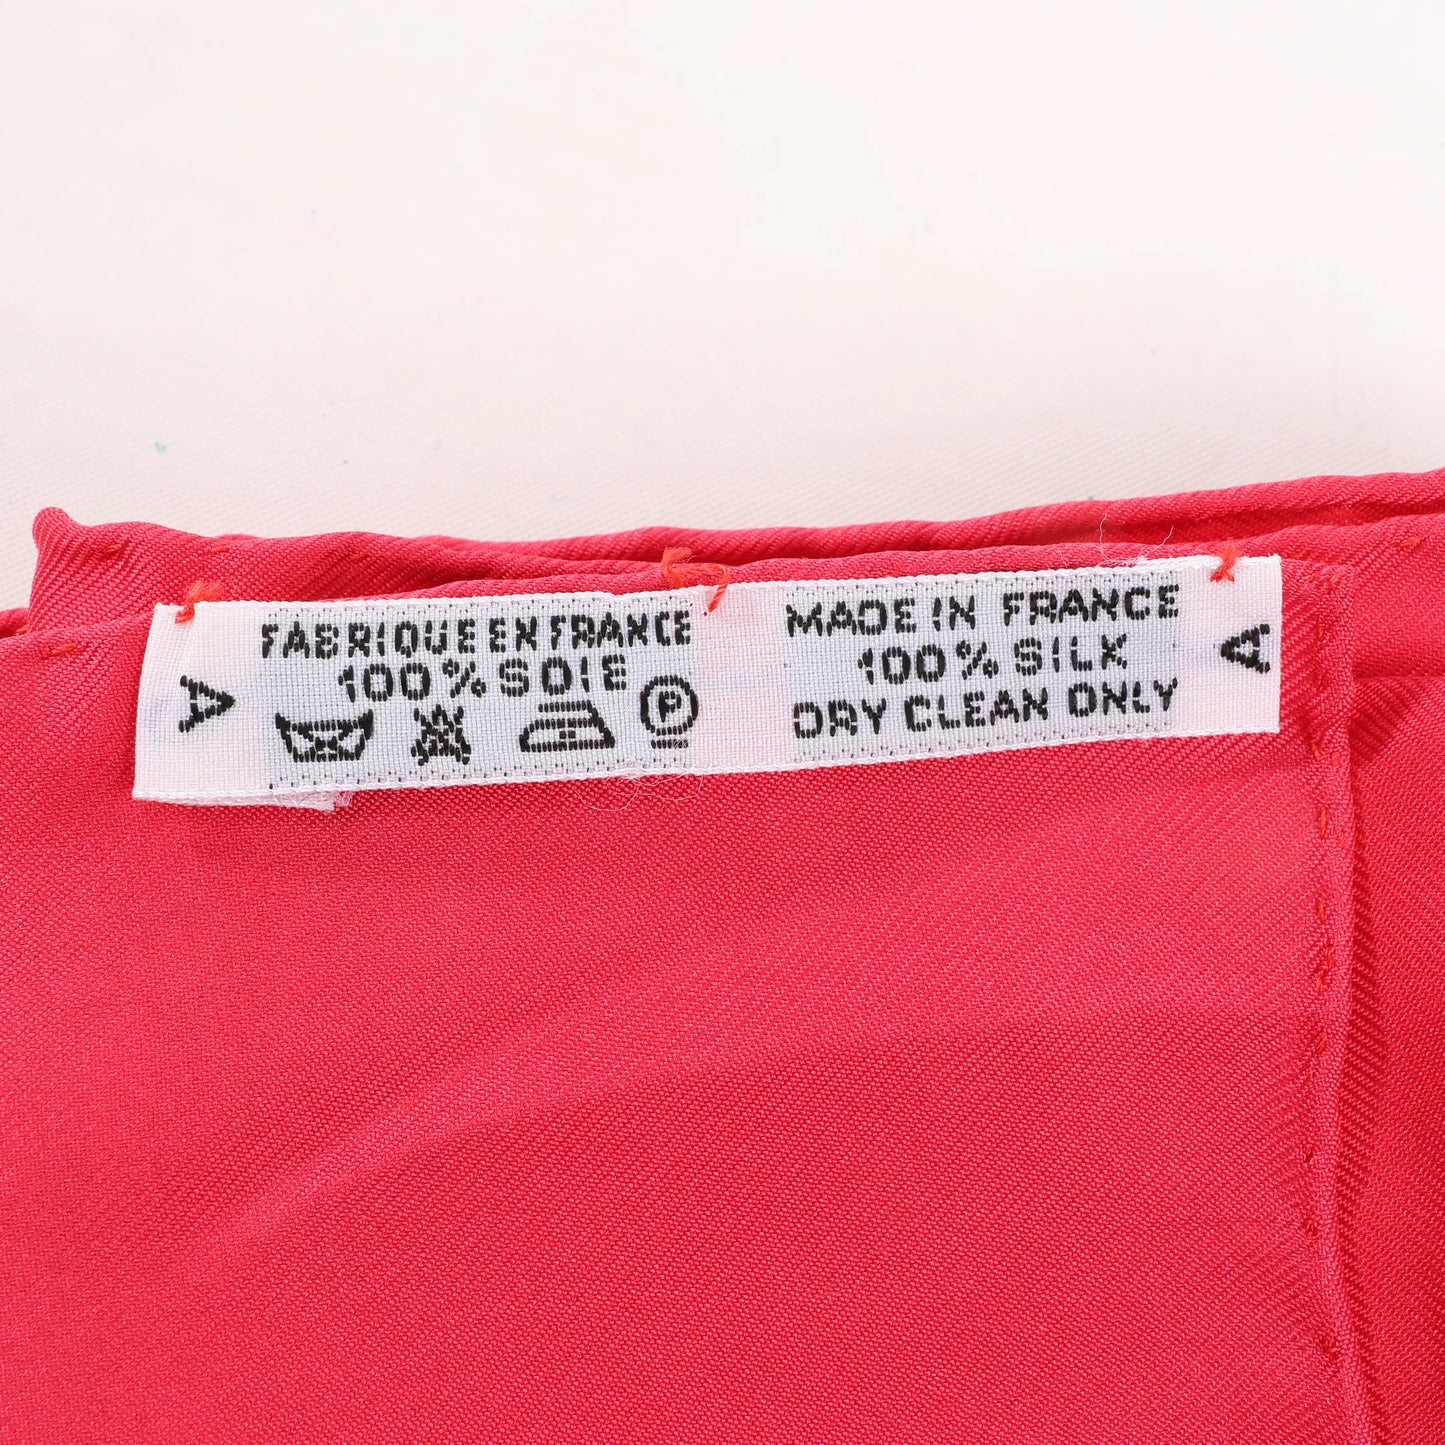 A
FABRIQUE EN FRANCE
100% SOIE
P
MADE IN FRANCE
100% SILK
DRY CLEAN ONLY
A